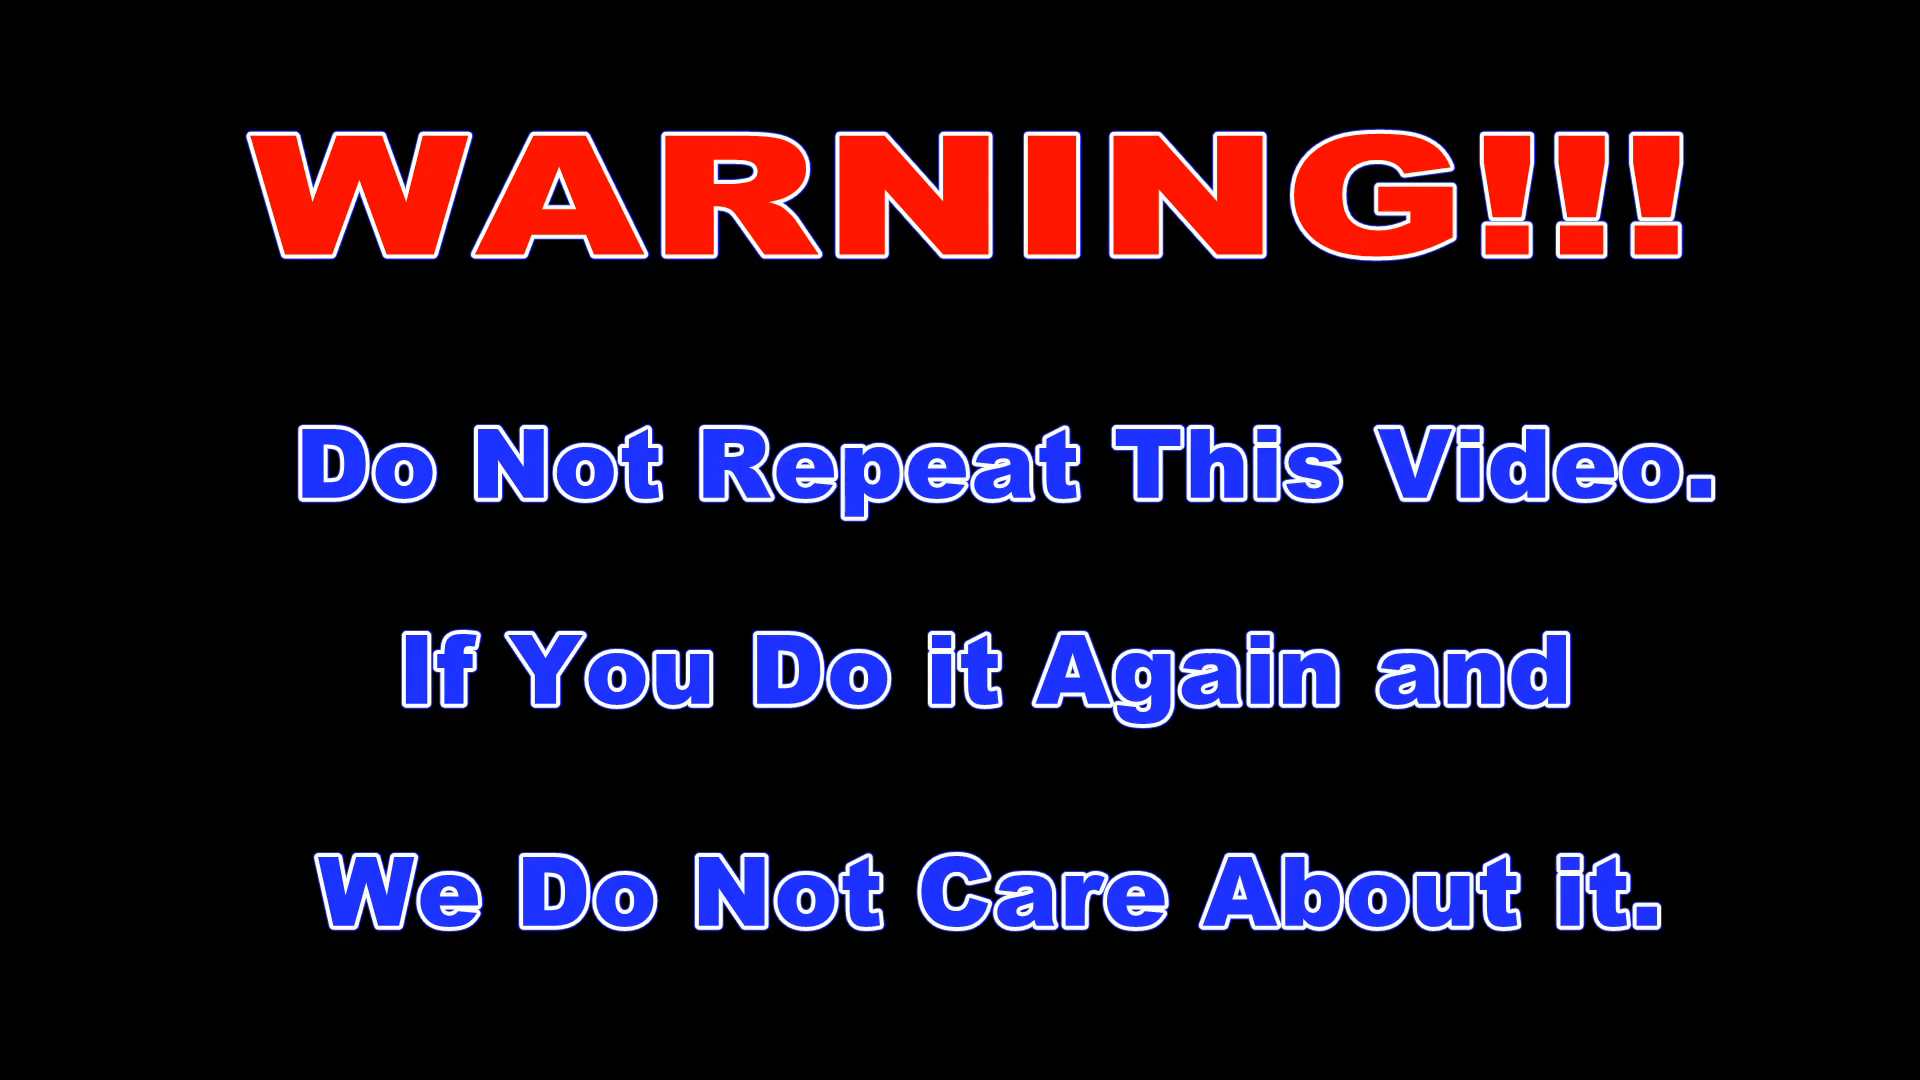 WARNING!!!
Do Not Repeat This Video.
If You Do it Again and
We Do Not Care About it.